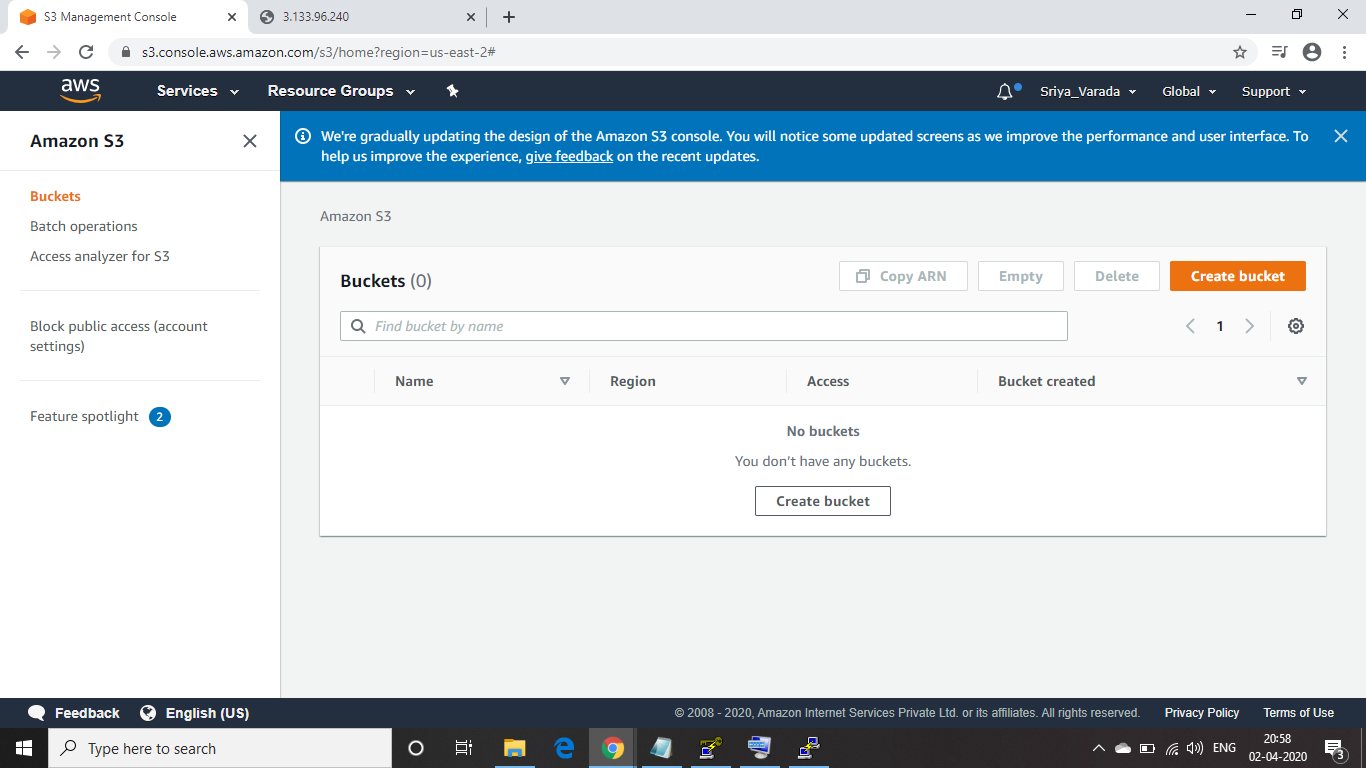 S3 Management Console
3.133.96.240
s3.console.aws.amazon.com/s3/home?region=us-east-2#
aws
Services
Resource Groups
Sriya_Varada
Global
Support
Amazon S3
We're gradually updating the design of the Amazon S3 console. You will notice some updated screens as we improve the performance and user interface. To
help us improve the experience, give feedback on the recent updates.
Buckets
Batch operations
Access analyzer for S3
Block public access (account
settings)
Feature spotlight 2
Amazon S3
Buckets (0)
Copy ARN
Empty
Delete
Create bucket
Find bucket by name
1
Name
Region
Access
Bucket created
No buckets
You don't have any buckets.
Create bucket
Feedback
English (US)
© 2008 - 2020, Amazon Internet Services Private Ltd. or its affiliates. All rights reserved.
Privacy Policy
Terms of Use
Type here to search
ENG
20:58
02-04-2020
3